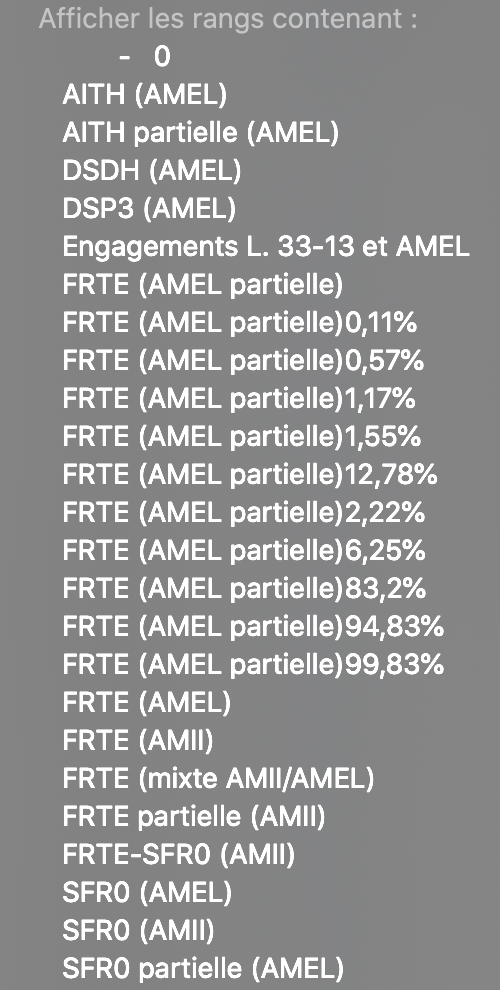 Afficher les rangs contenant :
- 0
AITH (AMEL)
AITH partielle (AMEL)
DSDH (AMEL)
DSP3 (AMEL)
Engagements L. 33-13 et AMEL
FRTE (AMEL partielle)
FRTE (AMEL partielle)0,11%
FRTE (AMEL partielle)0,57%
FRTE (AMEL partielle)1,17%
FRTE (AMEL partielle)1,55%
FRTE (AMEL partielle)12,78%
FRTE (AMEL partielle)2,22%
FRTE (AMEL partielle)6,25%
FRTE (AMEL partielle)83,2%
FRTE (AMEL partielle)94,83%
FRTE (AMEL partielle)99,83%
FRTE (AMEL)
FRTE (AMII)
FRTE (mixte AMII/AMEL)
FRTE partielle (AMII)
FRTE-SFR0 (AMII)
SFR0 (AMEL)
SFR0 (AMII)
SFR0 partielle (AMEL)